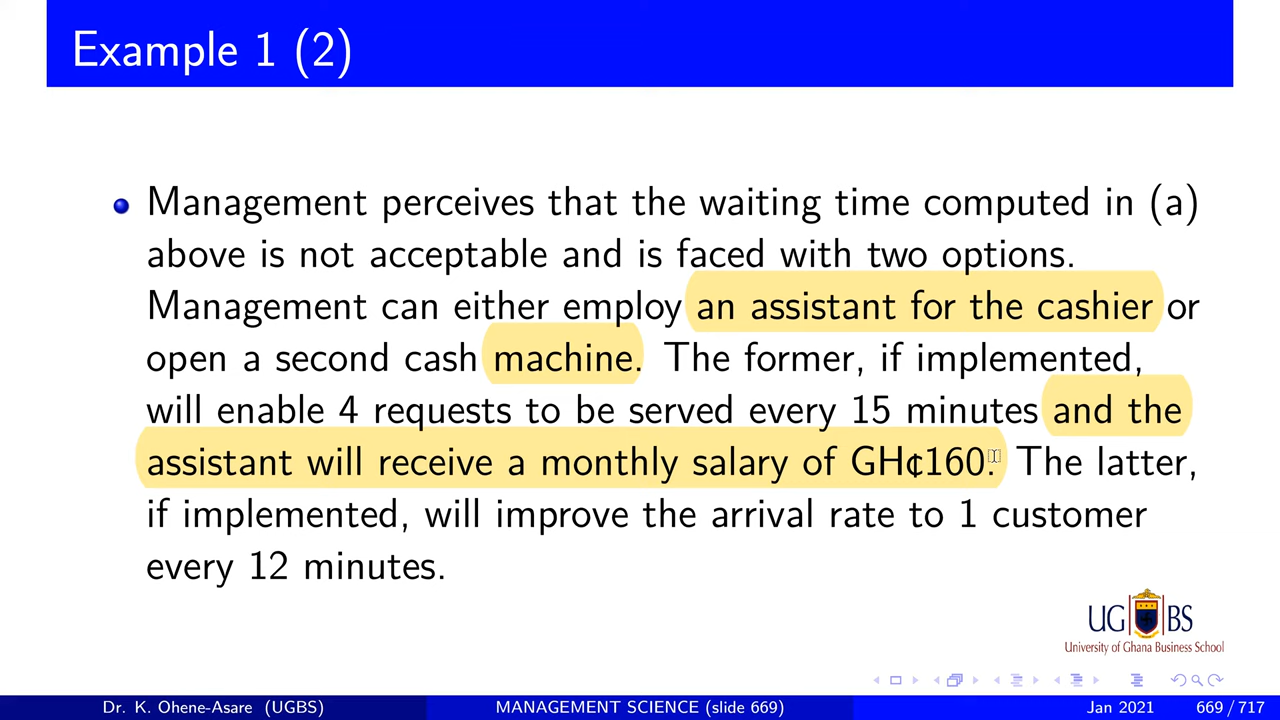 Example 1 (2)
Management perceives that the waiting time computed in (a)
above is not acceptable and is faced with two options.
Management can either employ an assistant for the cashier or
open a second cash machine. The former, if implemented,
will enable 4 requests to be served every 15 minutes and the
assistant will receive a monthly salary of GH¢160. The latter,
if implemented, will improve the arrival rate to 1 customer
every 12 minutes.
UG BS
University of Ghana Business School
Dr. K. Ohene-Asare (UGBS) MANAGEMENT SCIENCE (slide 669) Jan 2021 669 / 717